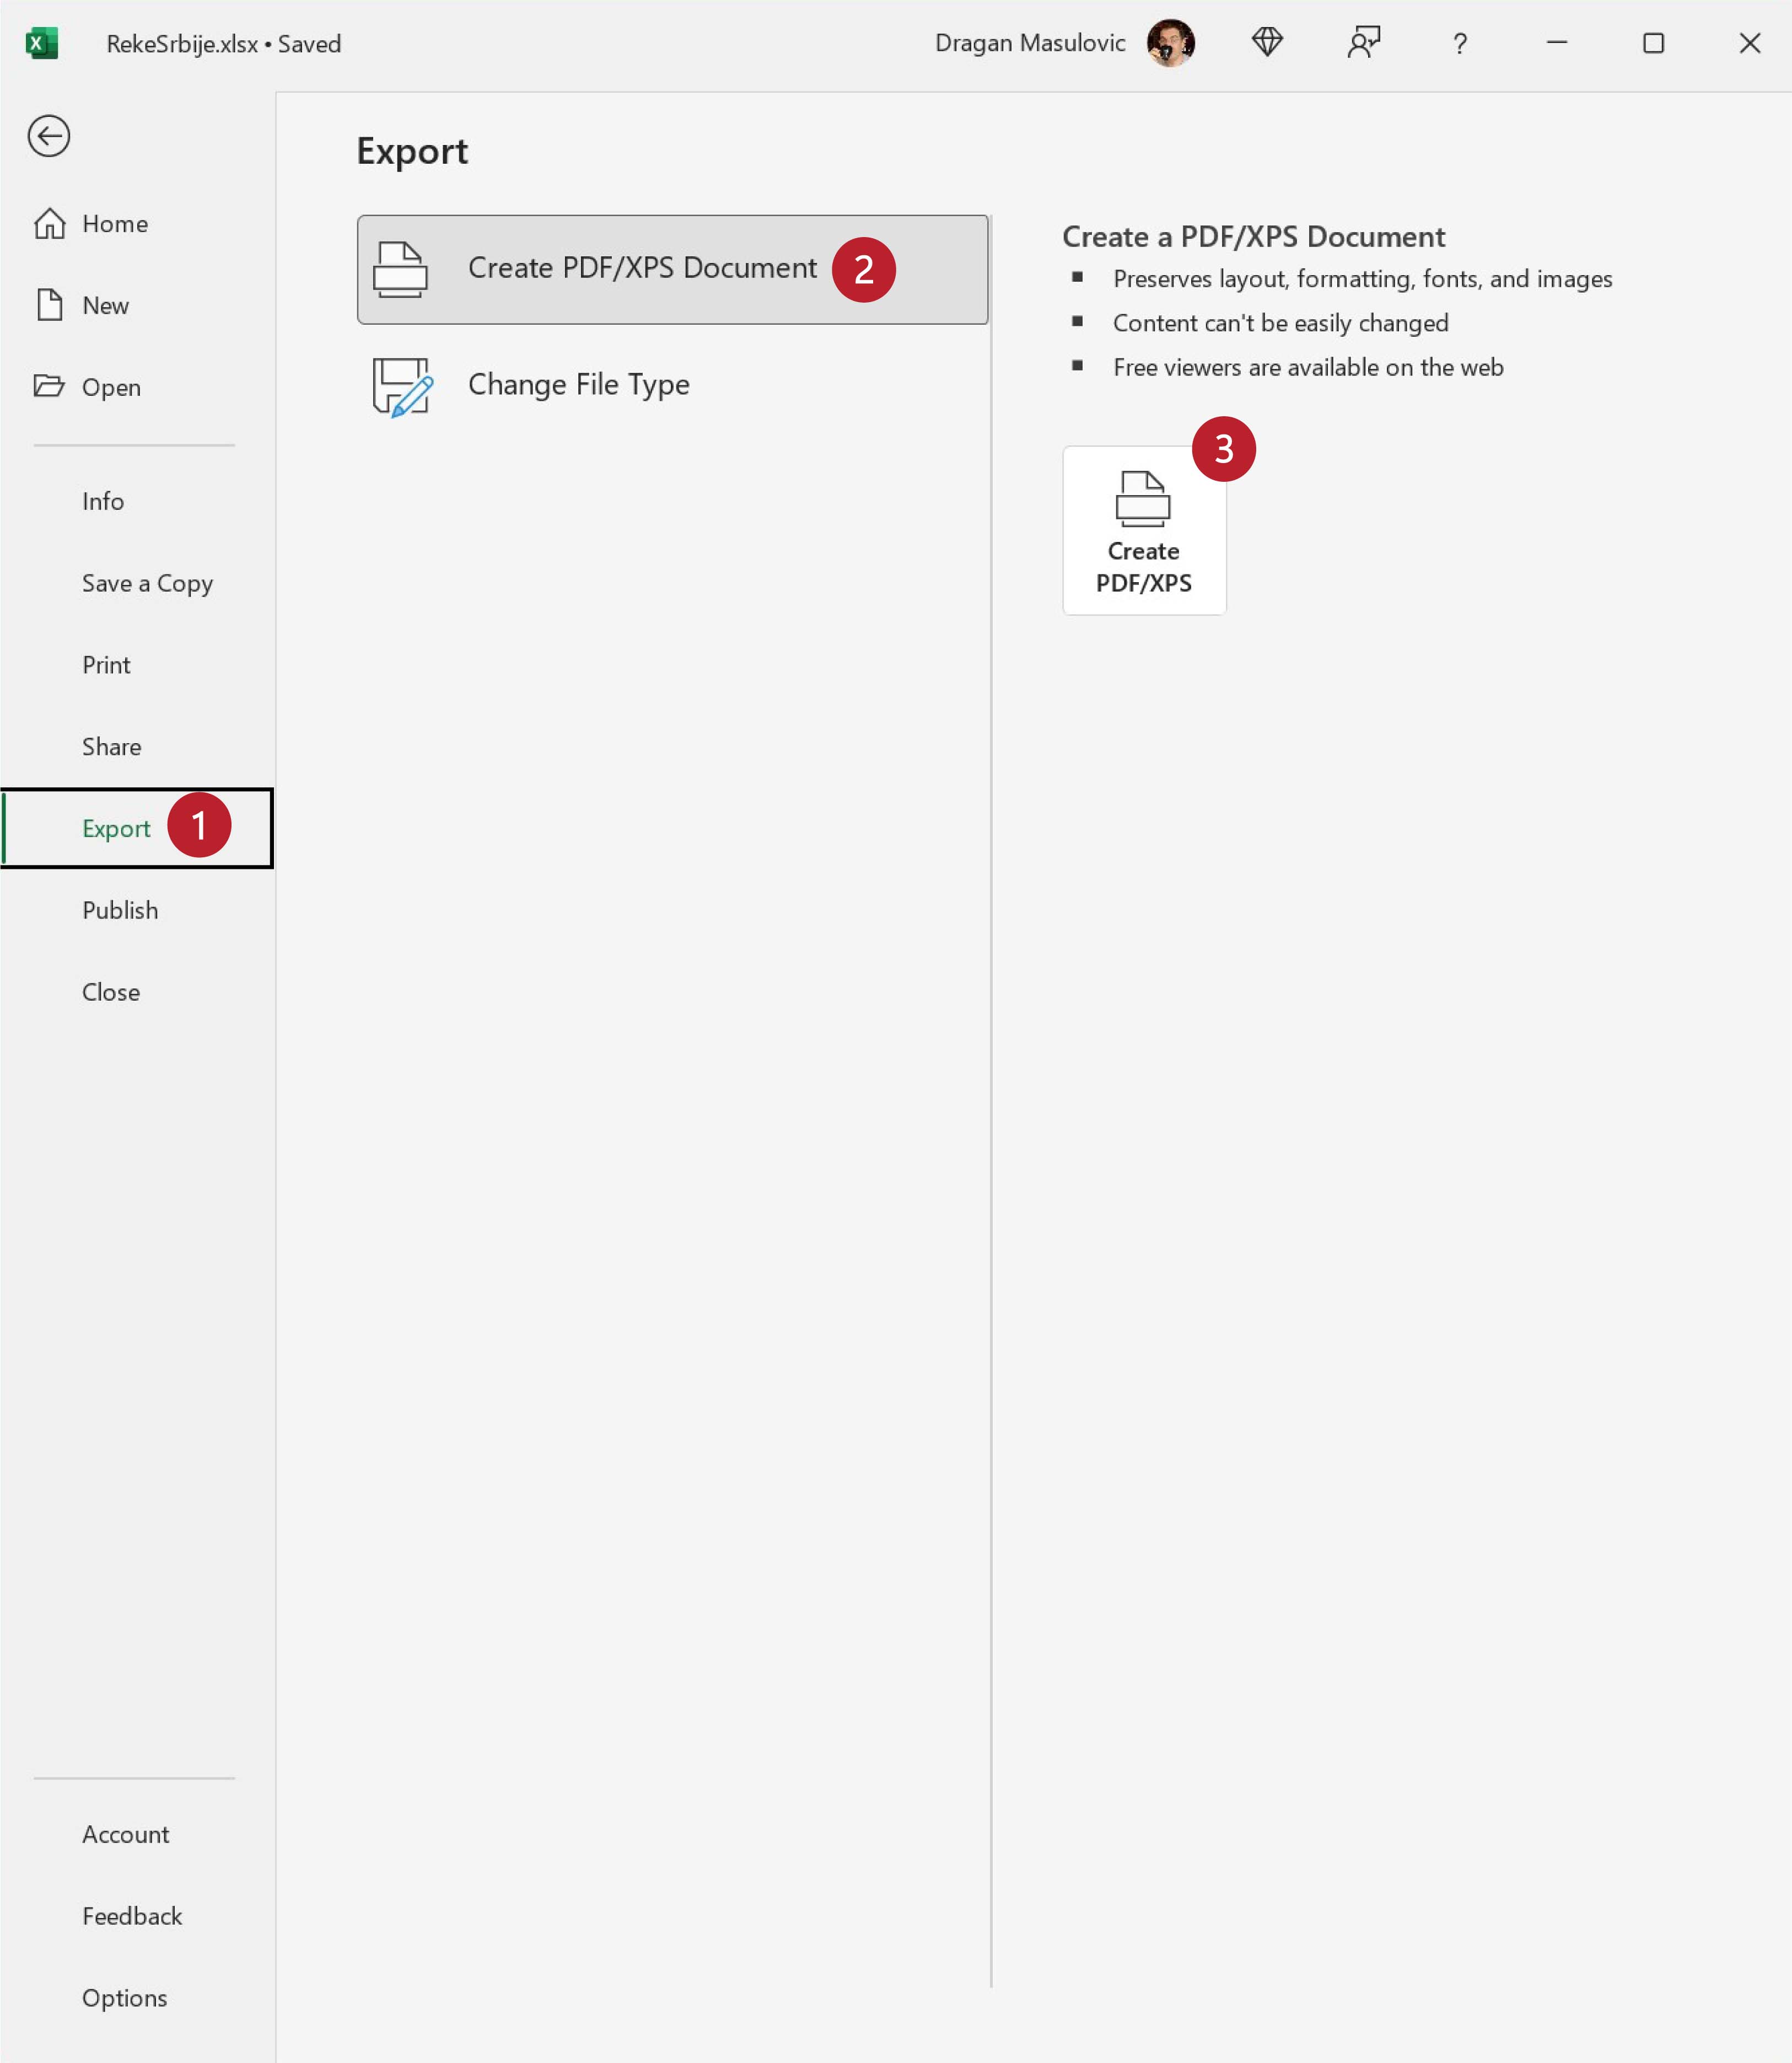 X
RekeSrbije.xlsx • Saved
Dragan Masulovic
?
Home
New
Open
Info
Save a Copy
Print
Share
Export
1
Publish
Close
Account
Feedback
Options
Export
Create PDF/XPS Document
2
Change File Type
Create a PDF/XPS Document
Preserves layout, formatting, fonts, and images
Content can't be easily changed
Free viewers are available on the web
3
Create
PDF/XPS